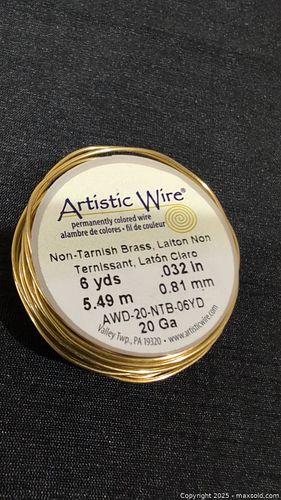 Artistic Wire®
permanently colored wire
alambre de colores • fil de couleur
Non-Tarnish Brass, Laiton Non
Ternissant, Latón Claro
6 yds .032 in
5.49 m 0.81 mm
AWD-20-NTB-06YD
20 Ga
Valley Twp., PA 19320 • www.artisticwire.com
Copyright 2025 - maxsold.com